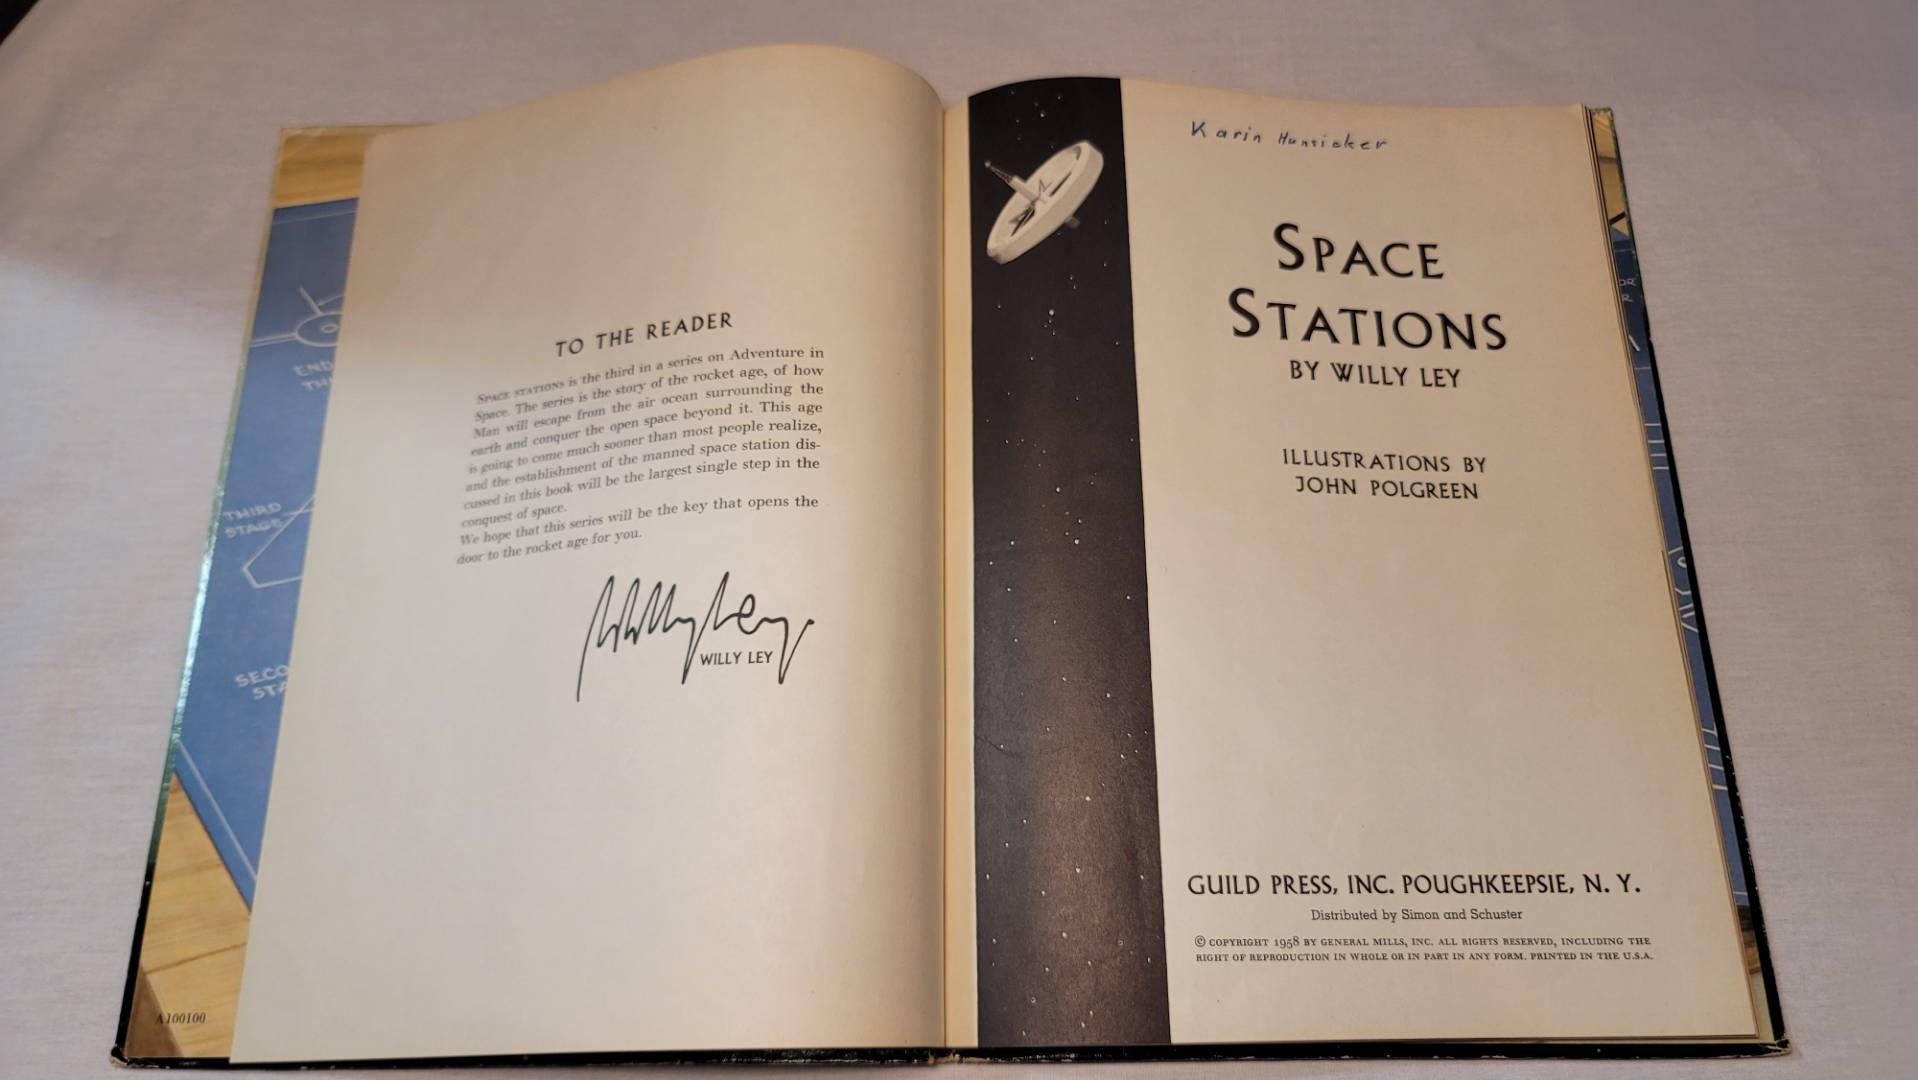 TO THE READER
SPACE STATIONS is the third in a series on Adventure in
Space. The series is the story of the rocket age, of how
Man will escape from the air ocean surrounding the
earth and conquer the open space beyond it. This age
is going to come much sooner than most people realize,
and the establishment of the manned space station dis-
cussed in this book will be the largest single step in the
conquest of space.
We hope that this series will be the key that opens the
door to the rocket age for you.
Willy Ley.
WILLY LEY
END
TH
THIRD
STAGE
SECO
STA
A100100
Karin Hunsicker
SPACE
STATIONS
BY WILLY LEY
ILLUSTRATIONS BY
JOHN POLGREEN
GUILD PRESS, INC. POUGHKEEPSIE, N. Y.
Distributed by Simon and Schuster
© COPYRIGHT 1958 BY GENERAL MILLS, INC. ALL RIGHTS RESERVED, INCLUDING THE
RIGHT OF REPRODUCTION IN WHOLE OR IN PART IN ANY FORM. PRINTED IN THE U.S.A.
OR
R